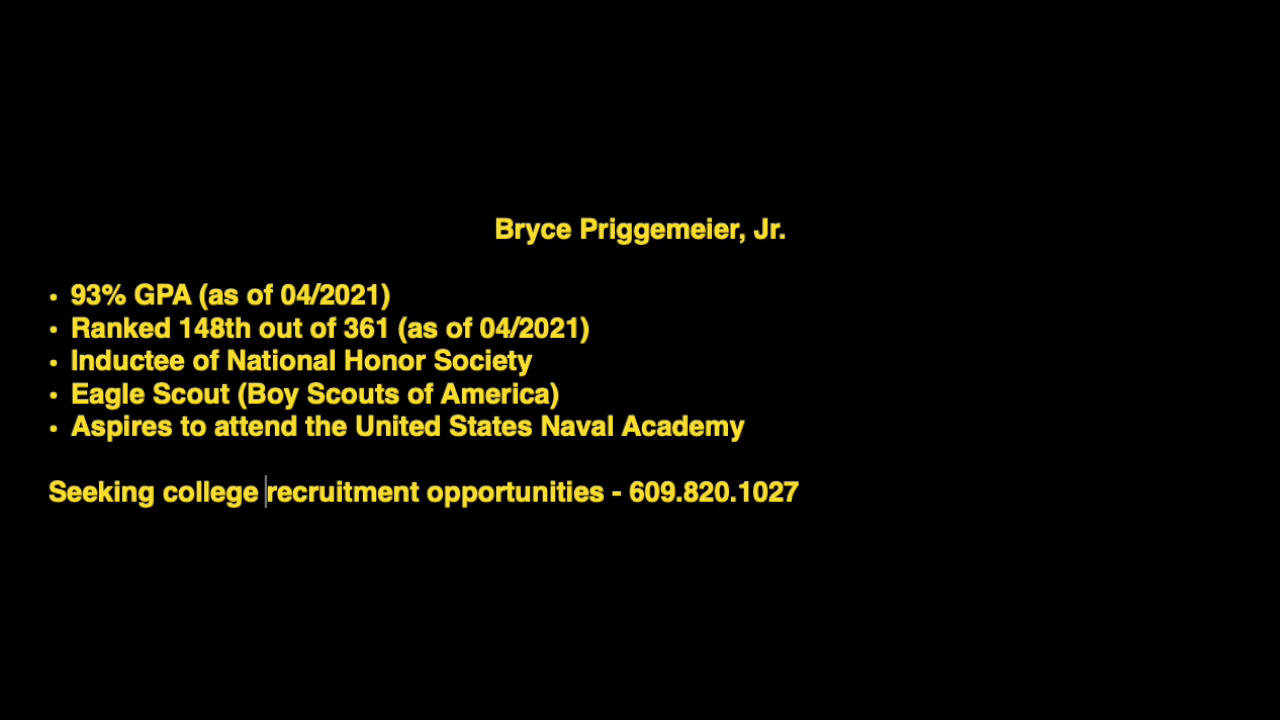 Bryce Priggemeier, Jr.
• 93% GPA (as of 04/2021)
• Ranked 148th out of 361 (as of 04/2021)
• Inductee of National Honor Society
• Eagle Scout (Boy Scouts of America)
• Aspires to attend the United States Naval Academy
Seeking college recruitment opportunities - 609.820.1027